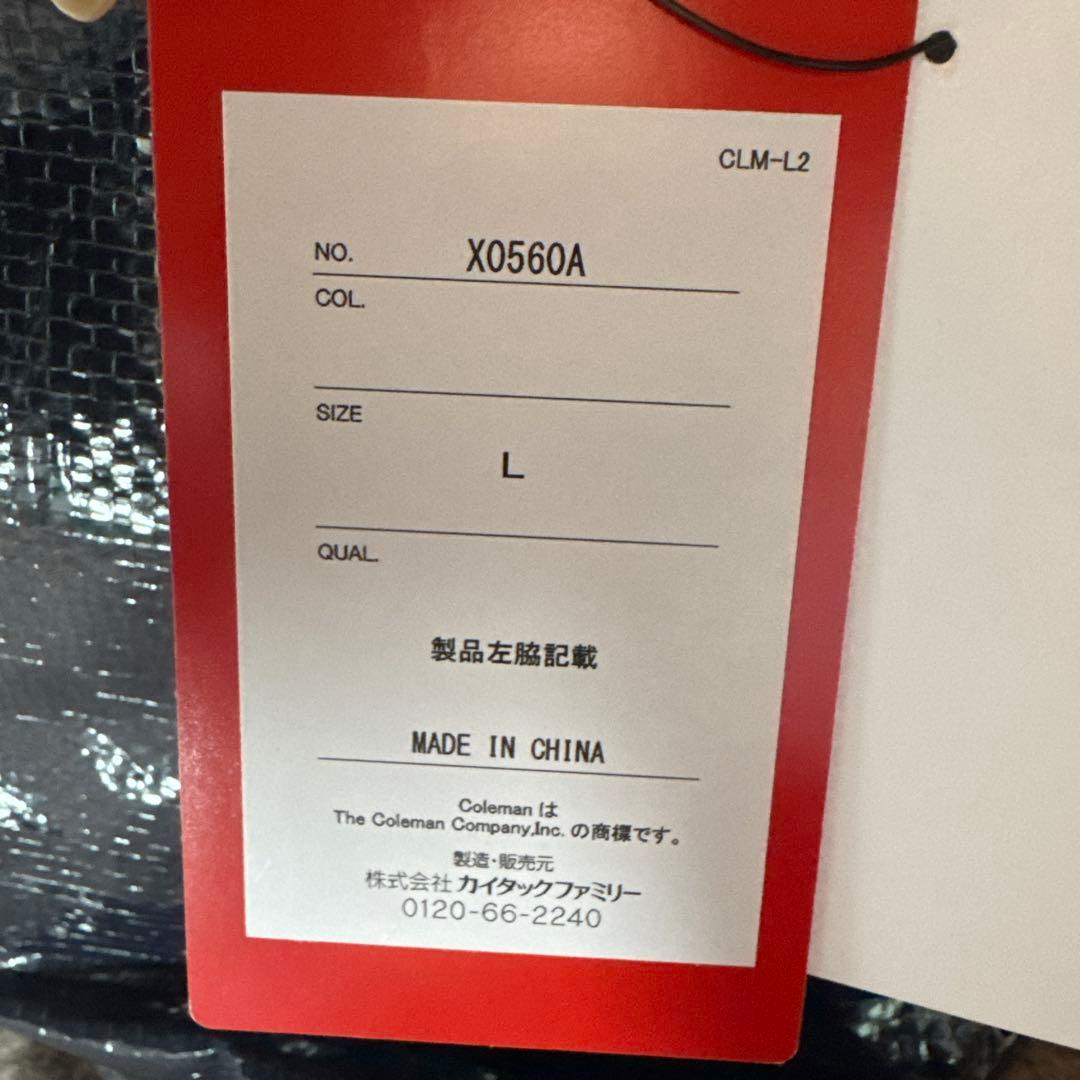 CLM-L2
NO. X0560A
COL.
SIZE
L
QUAL.
製品左脇記載
MADE IN CHINA
Coleman は
The Coleman Company,Inc. の商標です。
製造・販売元
株式会社 カイタックファミリー
0120-66-2240